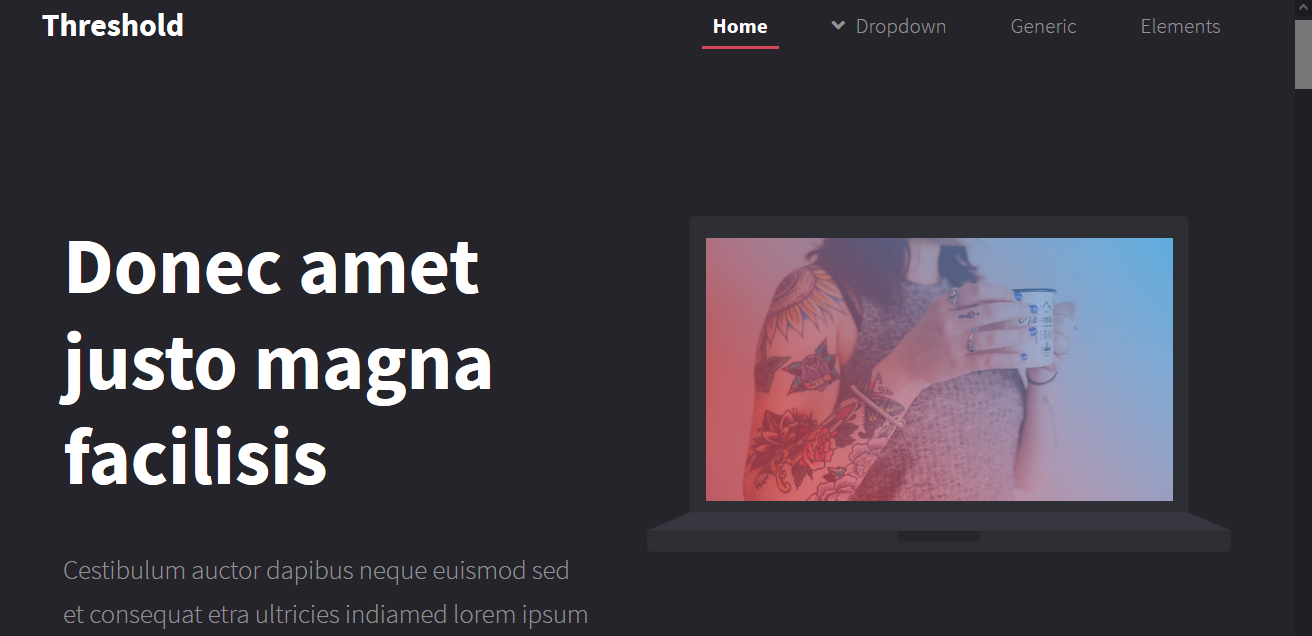 Threshold
Home Dropdown Generic Elements
Donec amet
justo magna
facilisis
Cestibulum auctor dapibus neque euismod sed
et consequat etra ultricies indiamed lorem ipsum